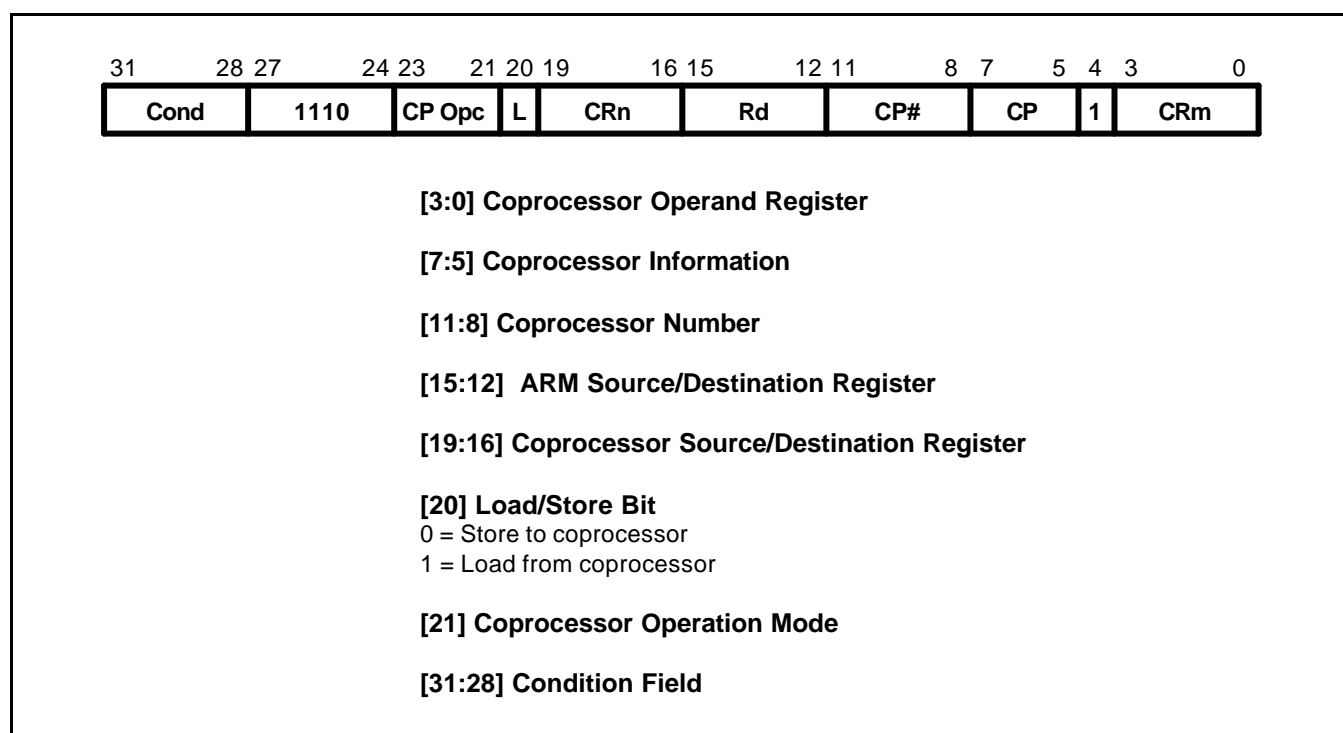 31 28 27 24 23 21 20 19 16 15 12 11 8 7 5 4 3 0
Cond 1110 CP Opc L CRn Rd CP# CP 1 CRm
[3:0] Coprocessor Operand Register
[7:5] Coprocessor Information
[11:8] Coprocessor Number
[15:12] ARM Source/Destination Register
[19:16] Coprocessor Source/Destination Register
[20] Load/Store Bit
0 = Store to coprocessor
1 = Load from coprocessor
[21] Coprocessor Operation Mode
[31:28] Condition Field